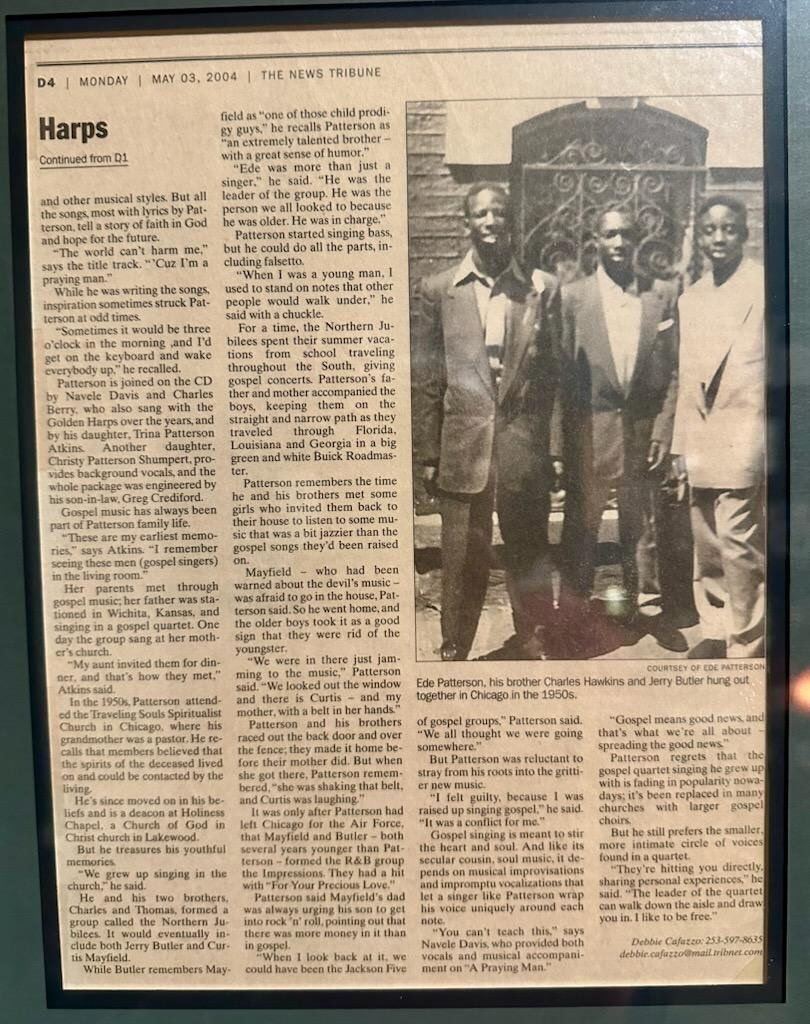 D4 | MONDAY | MAY 03, 2004 | THE NEWS TRIBUNE
Harps
Continued from D1
and other musical styles. But all
the songs, most with lyrics by Pat-
terson, tell a story of faith in God
and hope for the future.
"The world can't harm me,"
says the title track. "'Cuz I'm a
praying man."
While he was writing the songs,
inspiration sometimes struck Pat-
terson at odd times.
"Sometimes it would be three
o'clock in the morning ,and I'd
get on the keyboard and wake
everybody up," he recalled.
Patterson is joined on the CD
by Navele Davis and Charles
Berry, who also sang with the
Golden Harps over the years, and
by his daughter, Trina Patterson
Atkins. Another daughter,
Christy Patterson Shumpert, pro-
vides background vocals, and the
whole package was engineered by
his son-in-law, Greg Crediford.
Gospel music has always been
part of Patterson family life.
"These are my earliest memo-
ries," says Atkins. "I remember
seeing these men (gospel singers)
in the living room."
Her parents met through
gospel music; her father was sta-
tioned in Wichita, Kansas, and
singing in a gospel quartet. One
day the group sang at her moth-
er's church.
"My aunt invited them for din-
ner, and that's how they met,"
Atkins said.
In the 1950s, Patterson attend-
ed the Traveling Souls Spiritualist
Church in Chicago, where his
grandmother was a pastor. He re-
calls that members believed that
the spirits of the deceased lived
on and could be contacted by the
living.
He's since moved on in his be-
liefs and is a deacon at Holiness
Chapel, a Church of God in
Christ church in Lakewood.
But he treasures his youthful
memories.
"We grew up singing in the
church," he said.
He and his two brothers,
Charles and Thomas, formed a
group called the Northern Ju-
bilees. It would eventually in-
clude both Jerry Butler and Cur-
tis Mayfield.
While Butler remembers May-
field as "one of those child prodi-
gy guys," he recalls Patterson as
"an extremely talented brother –
with a great sense of humor."
"Ede was more than just a
singer," he said. "He was the
leader of the group. He was the
person we all looked to because
he was older. He was in charge."
Patterson started singing bass,
but he could do all the parts, in-
cluding falsetto.
"When I was a young man, I
used to stand on notes that other
people would walk under," he
said with a chuckle.
For a time, the Northern Ju-
bilees spent their summer vaca-
tions from school traveling
throughout the South, giving
gospel concerts. Patterson's fa-
ther and mother accompanied the
boys, keeping them on the
straight and narrow path as they
traveled through Florida,
Louisiana and Georgia in a big
green and white Buick Roadmas-
ter.
Patterson remembers the time
he and his brothers met some
girls who invited them back to
their house to listen to some mu-
sic that was a bit jazzier than the
gospel songs they'd been raised
on.
Mayfield – who had been
warned about the devil's music –
was afraid to go in the house, Pat-
terson said. So he went home, and
the older boys took it as a good
sign that they were rid of the
youngster.
"We were in there just jam-
ming to the music," Patterson
said. "We looked out the window
and there is Curtis – and my
mother, with a belt in her hands."
Patterson and his brothers
raced out the back door and over
the fence; they made it home be-
fore their mother did. But when
she got there, Patterson remem-
bered, "she was shaking that belt,
and Curtis was laughing."
It was only after Patterson had
left Chicago for the Air Force,
that Mayfield and Butler – both
several years younger than Pat-
terson – formed the R&B group
the Impressions. They had a hit
with "For Your Precious Love."
Patterson said Mayfield's dad
was always urging his son to get
into rock 'n' roll, pointing out that
there was more money in it than
in gospel.
"When I look back at it, we
could have been the Jackson Five
COURTSEY OF EDE PATTERSON
Ede Patterson, his brother Charles Hawkins and Jerry Butler hung out
together in Chicago in the 1950s.
of gospel groups," Patterson said.
"We all thought we were going
somewhere."
But Patterson was reluctant to
stray from his roots into the gritti-
er new music.
"I felt guilty, because I was
raised up singing gospel," he said.
"It was a conflict for me."
Gospel singing is meant to stir
the heart and soul. And like its
secular cousin, soul music, it de-
pends on musical improvisations
and impromptu vocalizations that
let a singer like Patterson wrap
his voice uniquely around each
note.
"You can't teach this," says
Navele Davis, who provided both
vocals and musical accompani-
ment on "A Praying Man."
"Gospel means good news, and
that's what we're all about –
spreading the good news."
Patterson regrets that the
gospel quartet singing he grew up
with is fading in popularity nowa-
days; it's been replaced in many
churches with larger gospel
choirs.
But he still prefers the smaller,
more intimate circle of voices
found in a quartet.
"They're hitting you directly,
sharing personal experiences," he
said. "The leader of the quartet
can walk down the aisle and draw
you in. I like to be free."
Debbie Cafazzo: 253-597-8635
debbie.cafazzo@mail.tribnet.com